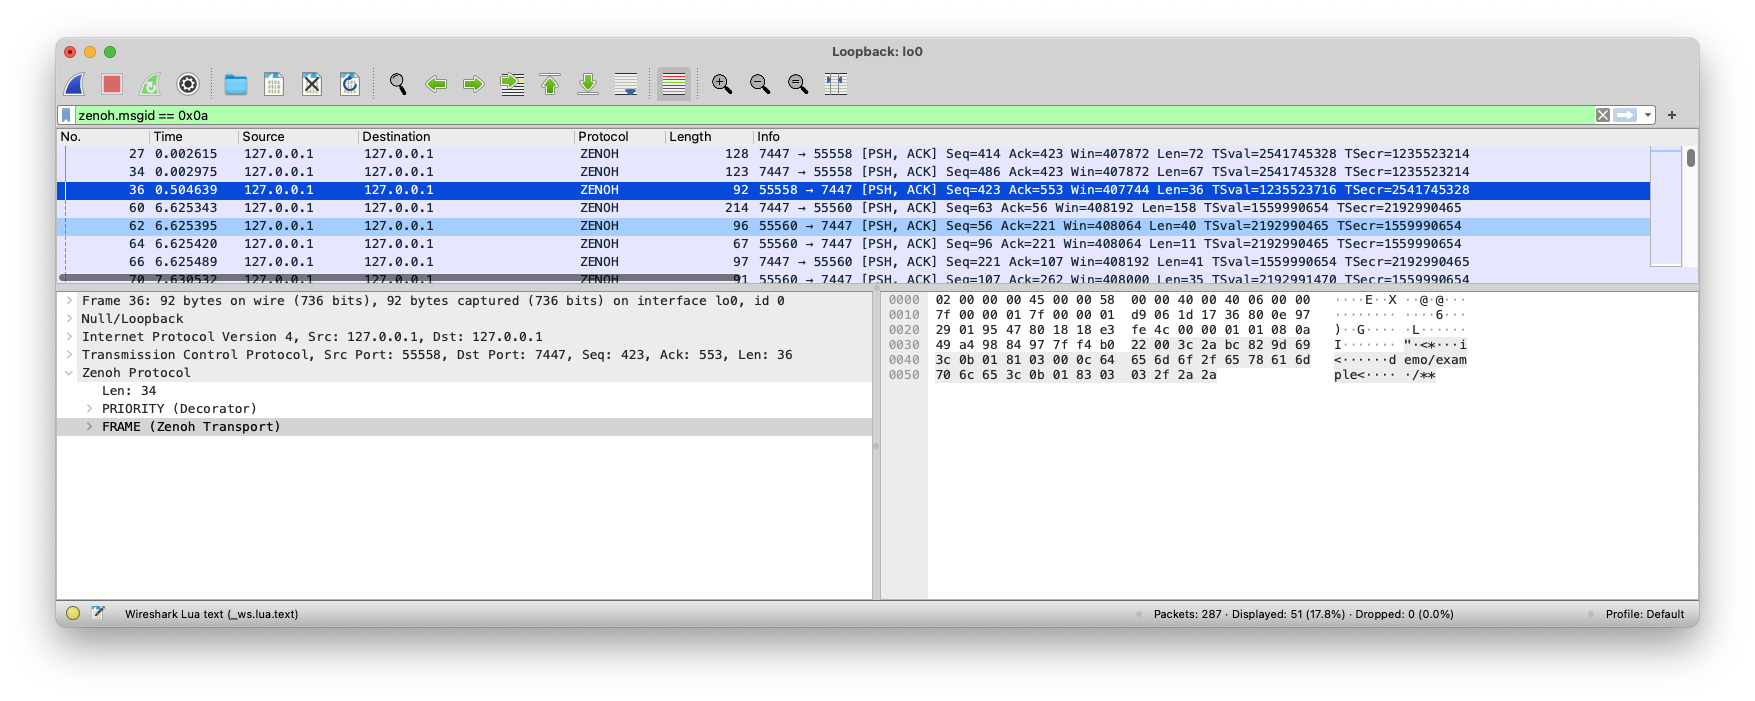 Loopback: lo0
zenoh.msgid == 0x0a
No. Time Source Destination Protocol Length Info
27 0.002615 127.0.0.1 127.0.0.1 ZENOH 128 7447 → 55558 [PSH, ACK] Seq=414 Ack=423 Win=407872 Len=72 TSval=2541745328 TSecr=1235523214
34 0.002975 127.0.0.1 127.0.0.1 ZENOH 123 7447 → 55558 [PSH, ACK] Seq=486 Ack=423 Win=407872 Len=67 TSval=2541745328 TSecr=1235523214
36 0.504639 127.0.0.1 127.0.0.1 ZENOH 92 55558 → 7447 [PSH, ACK] Seq=423 Ack=553 Win=407744 Len=36 TSval=1235523716 TSecr=2541745328
60 6.625343 127.0.0.1 127.0.0.1 ZENOH 214 7447 → 55560 [PSH, ACK] Seq=63 Ack=56 Win=408192 Len=158 TSval=1559990654 TSecr=2192990465
62 6.625395 127.0.0.1 127.0.0.1 ZENOH 96 55560 → 7447 [PSH, ACK] Seq=56 Ack=221 Win=408064 Len=40 TSval=2192990465 TSecr=1559990654
64 6.625420 127.0.0.1 127.0.0.1 ZENOH 67 55560 → 7447 [PSH, ACK] Seq=96 Ack=221 Win=408064 Len=11 TSval=2192990465 TSecr=1559990654
66 6.625489 127.0.0.1 127.0.0.1 ZENOH 97 7447 → 55560 [PSH, ACK] Seq=221 Ack=107 Win=408192 Len=41 TSval=1559990654 TSecr=2192990465
70 7.630532 127.0.0.1 127.0.0.1 ZENOH 91 55560 → 7447 [PSH, ACK] Seq=107 Ack=262 Win=408000 Len=35 TSval=2192991470 TSecr=1559990654
Frame 36: 92 bytes on wire (736 bits), 92 bytes captured (736 bits) on interface lo0, id 0
Null/Loopback
Internet Protocol Version 4, Src: 127.0.0.1, Dst: 127.0.0.1
Transmission Control Protocol, Src Port: 55558, Dst Port: 7447, Seq: 423, Ack: 553, Len: 36
Zenoh Protocol
Len: 34
PRIORITY (Decorator)
FRAME (Zenoh Transport)
0000 02 00 00 00 45 00 00 58 00 00 40 00 40 06 00 00 ····E··X ··@·@···
0010 7f 00 00 01 7f 00 00 01 d9 06 1d 17 36 80 0e 97 ········ ····6···
0020 29 01 95 47 80 18 18 e3 fe 4c 00 00 01 01 08 0a )··G···· ·L······
0030 49 a4 98 84 97 7f f4 b0 22 00 3c 2a bc 82 9d 69 I······· "·<*···i
0040 3c 0b 01 81 03 00 0c 64 65 6d 6f 2f 65 78 61 6d <······d emo/exam
0050 70 6c 65 3c 0b 01 83 03 03 2f 2a 2a ple<···· ·/**
Wireshark Lua text (_ws.lua.text)
Packets: 287 · Displayed: 51 (17.8%) · Dropped: 0 (0.0%)
Profile: Default